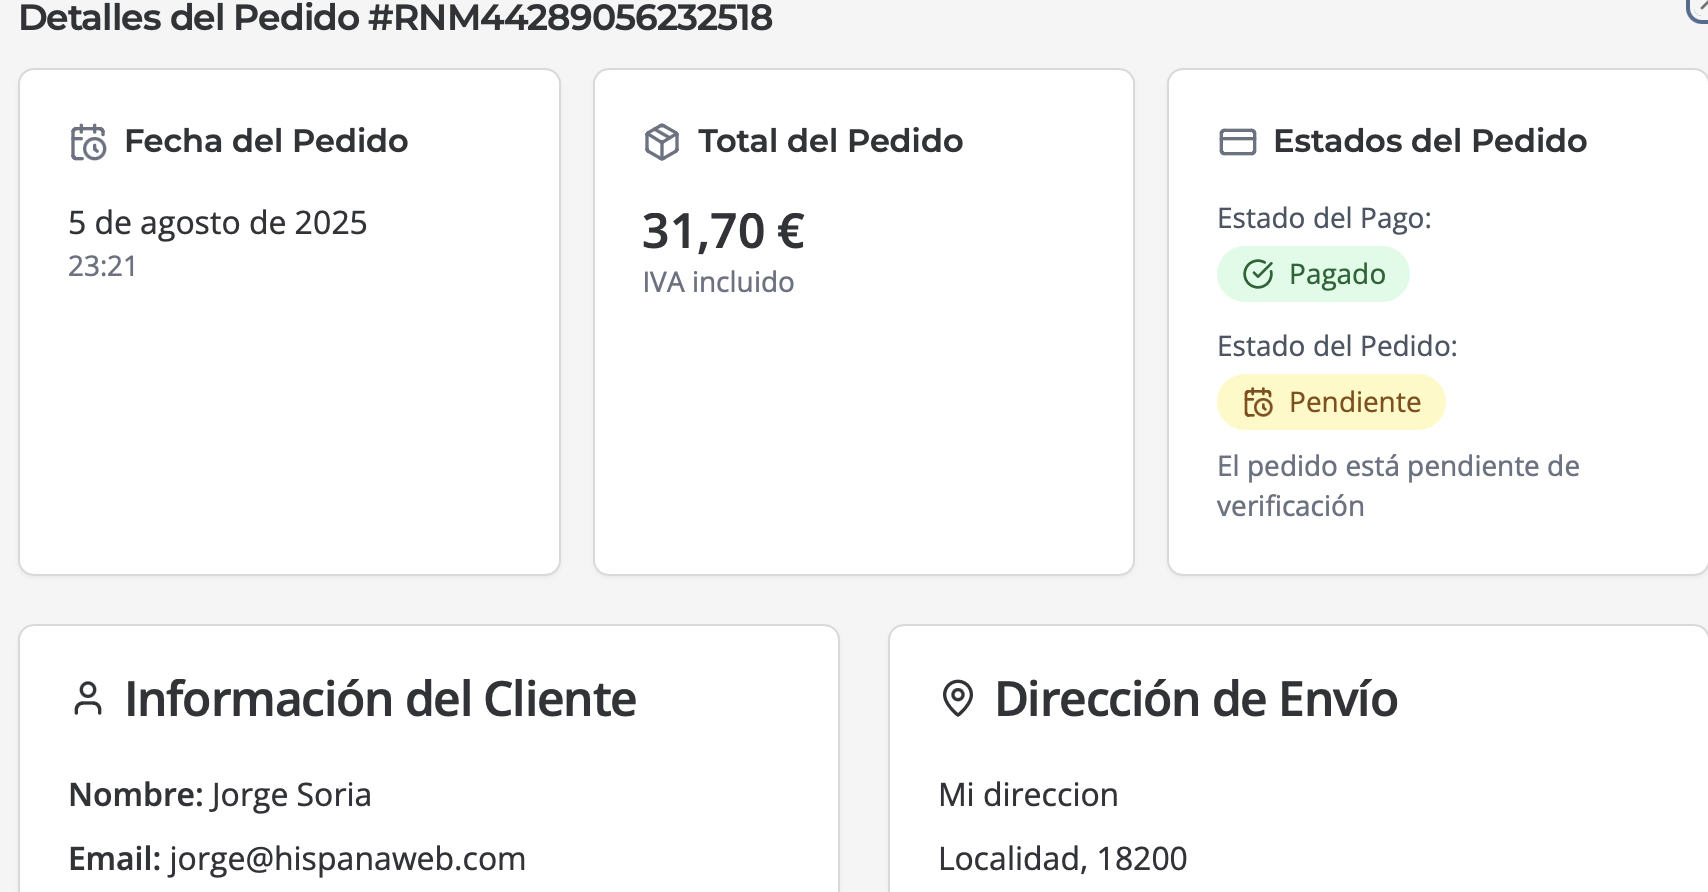 Detalles del Pedido #RNM44289056232518
Fecha del Pedido
5 de agosto de 2025
23:21
Total del Pedido
31,70 €
IVA incluido
Estados del Pedido
Estado del Pago:
Pagado
Estado del Pedido:
Pendiente
El pedido está pendiente de
verificación
Información del Cliente
Nombre: Jorge Soria
Email: jorge@hispanaweb.com
Dirección de Envío
Mi direccion
Localidad, 18200